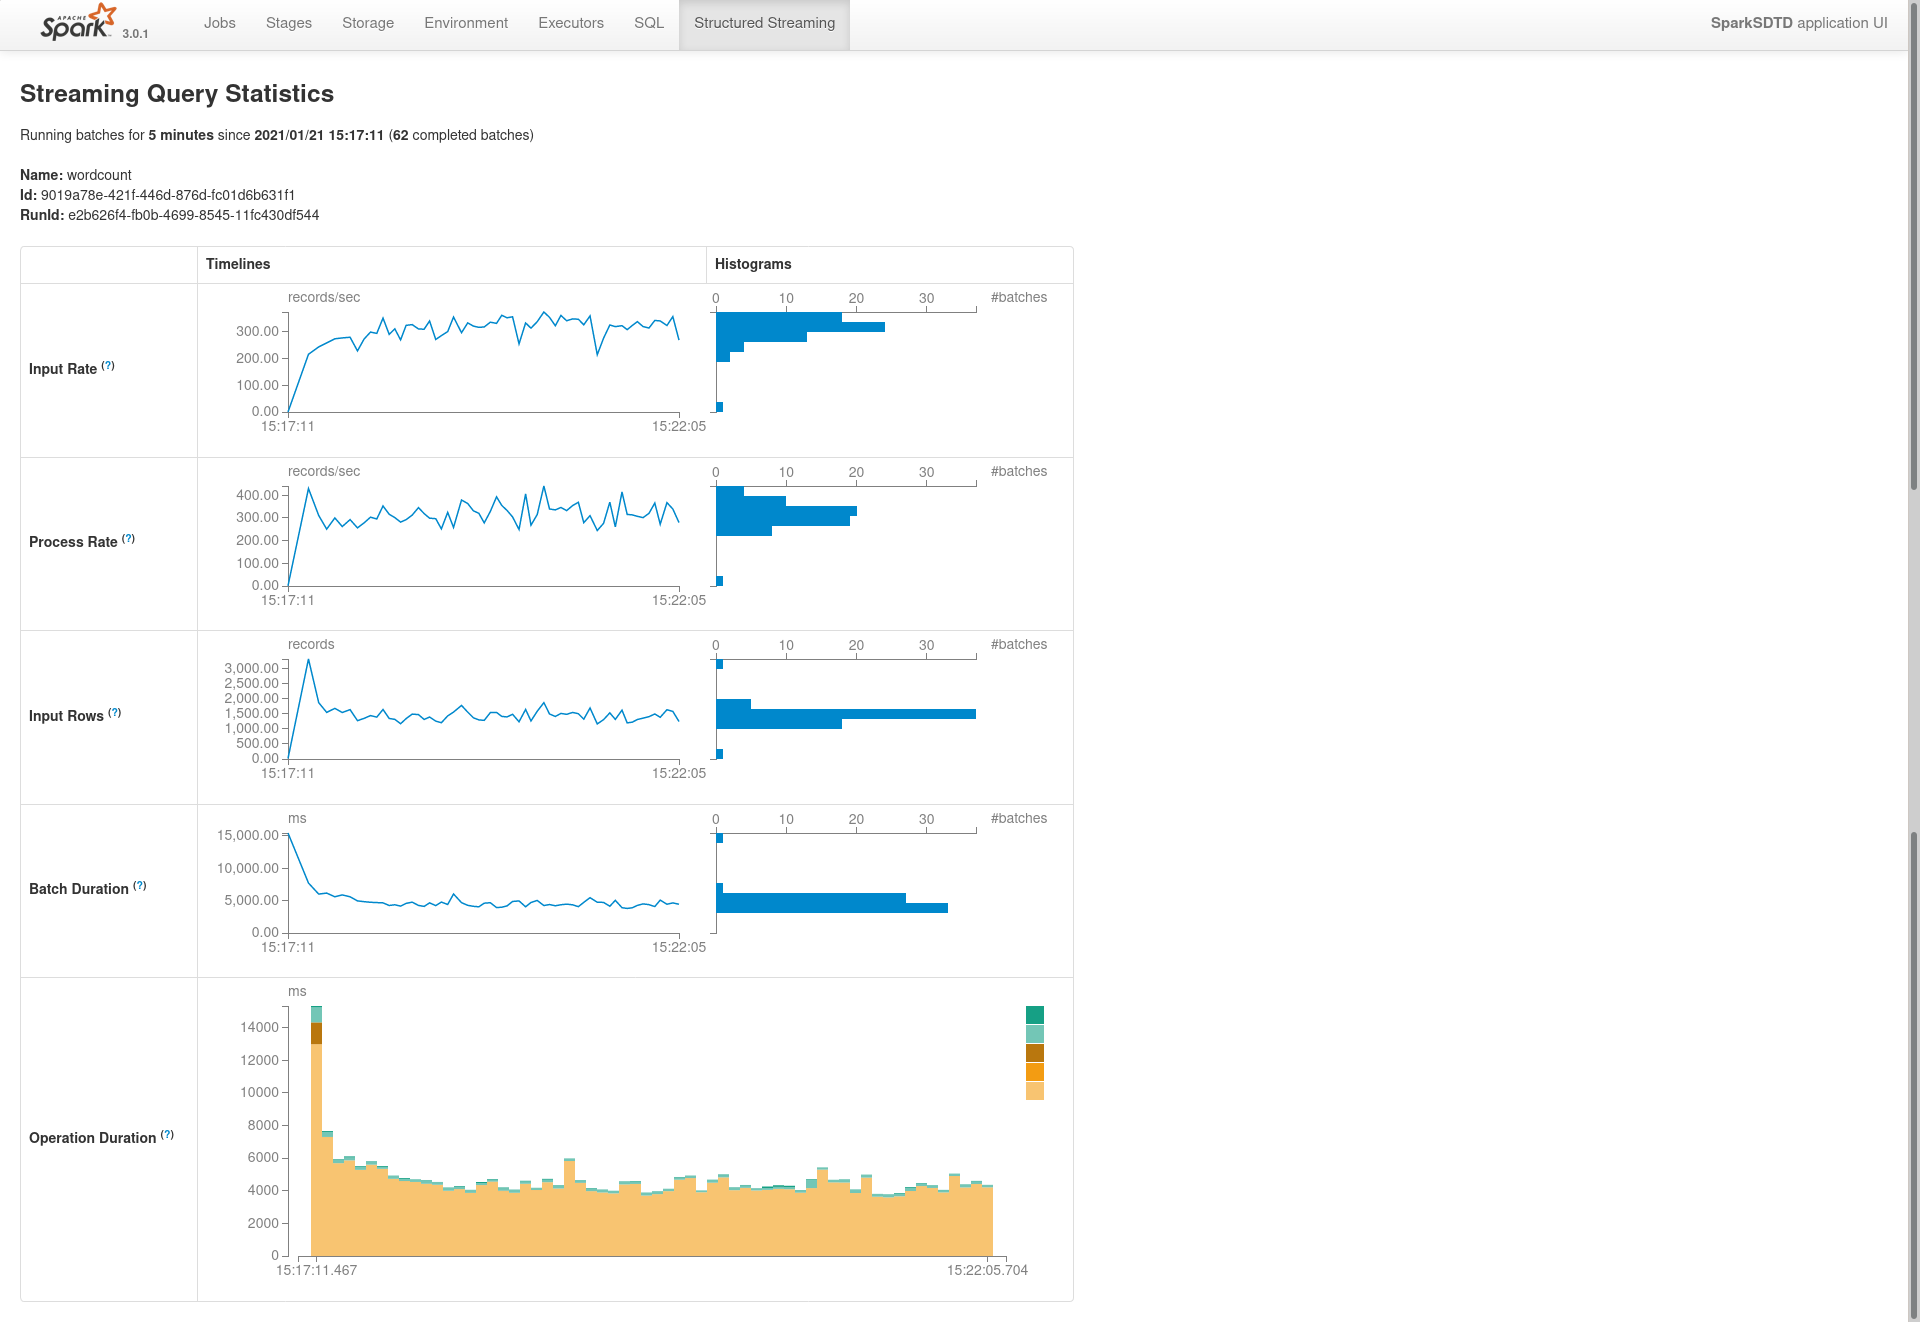 APACHE
Spark 3.0.1 Jobs Stages Storage Environment Executors SQL Structured Streaming SparkSDTD application UI
Streaming Query Statistics
Running batches for 5 minutes since 2021/01/21 15:17:11 (62 completed batches)
Name: wordcount
Id: 9019a78e-421f-446d-876d-fc01d6b631f1
RunId: e2b626f4-fb0b-4699-8545-11fc430df544
Timelines Histograms
Input Rate (?)
records/sec
300.00
200.00
100.00
0.00
15:17:11 15:22:05
0 10 20 30 #batches
Process Rate (?)
records/sec
400.00
300.00
200.00
100.00
0.00
15:17:11 15:22:05
0 10 20 30 #batches
Input Rows (?)
records
3,000.00
2,500.00
2,000.00
1,500.00
1,000.00
500.00
0.00
15:17:11 15:22:05
0 10 20 30 #batches
Batch Duration (?)
ms
15,000.00
10,000.00
5,000.00
0.00
15:17:11 15:22:05
0 10 20 30 #batches
Operation Duration (?)
ms
14000
12000
10000
8000
6000
4000
2000
0
15:17:11.467 15:22:05.704